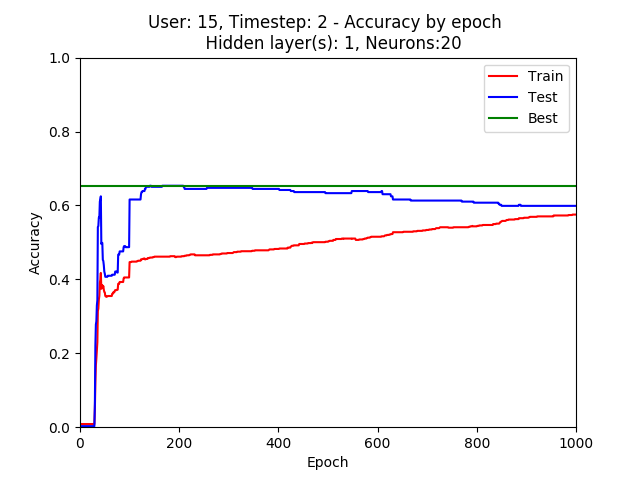 User: 15, Timestep: 2 - Accuracy by epoch
Hidden layer(s): 1, Neurons:20
1.0
0.8
0.6
0.4
0.2
0.0
Accuracy
Train
Test
Best
0 200 400 600 800 1000
Epoch